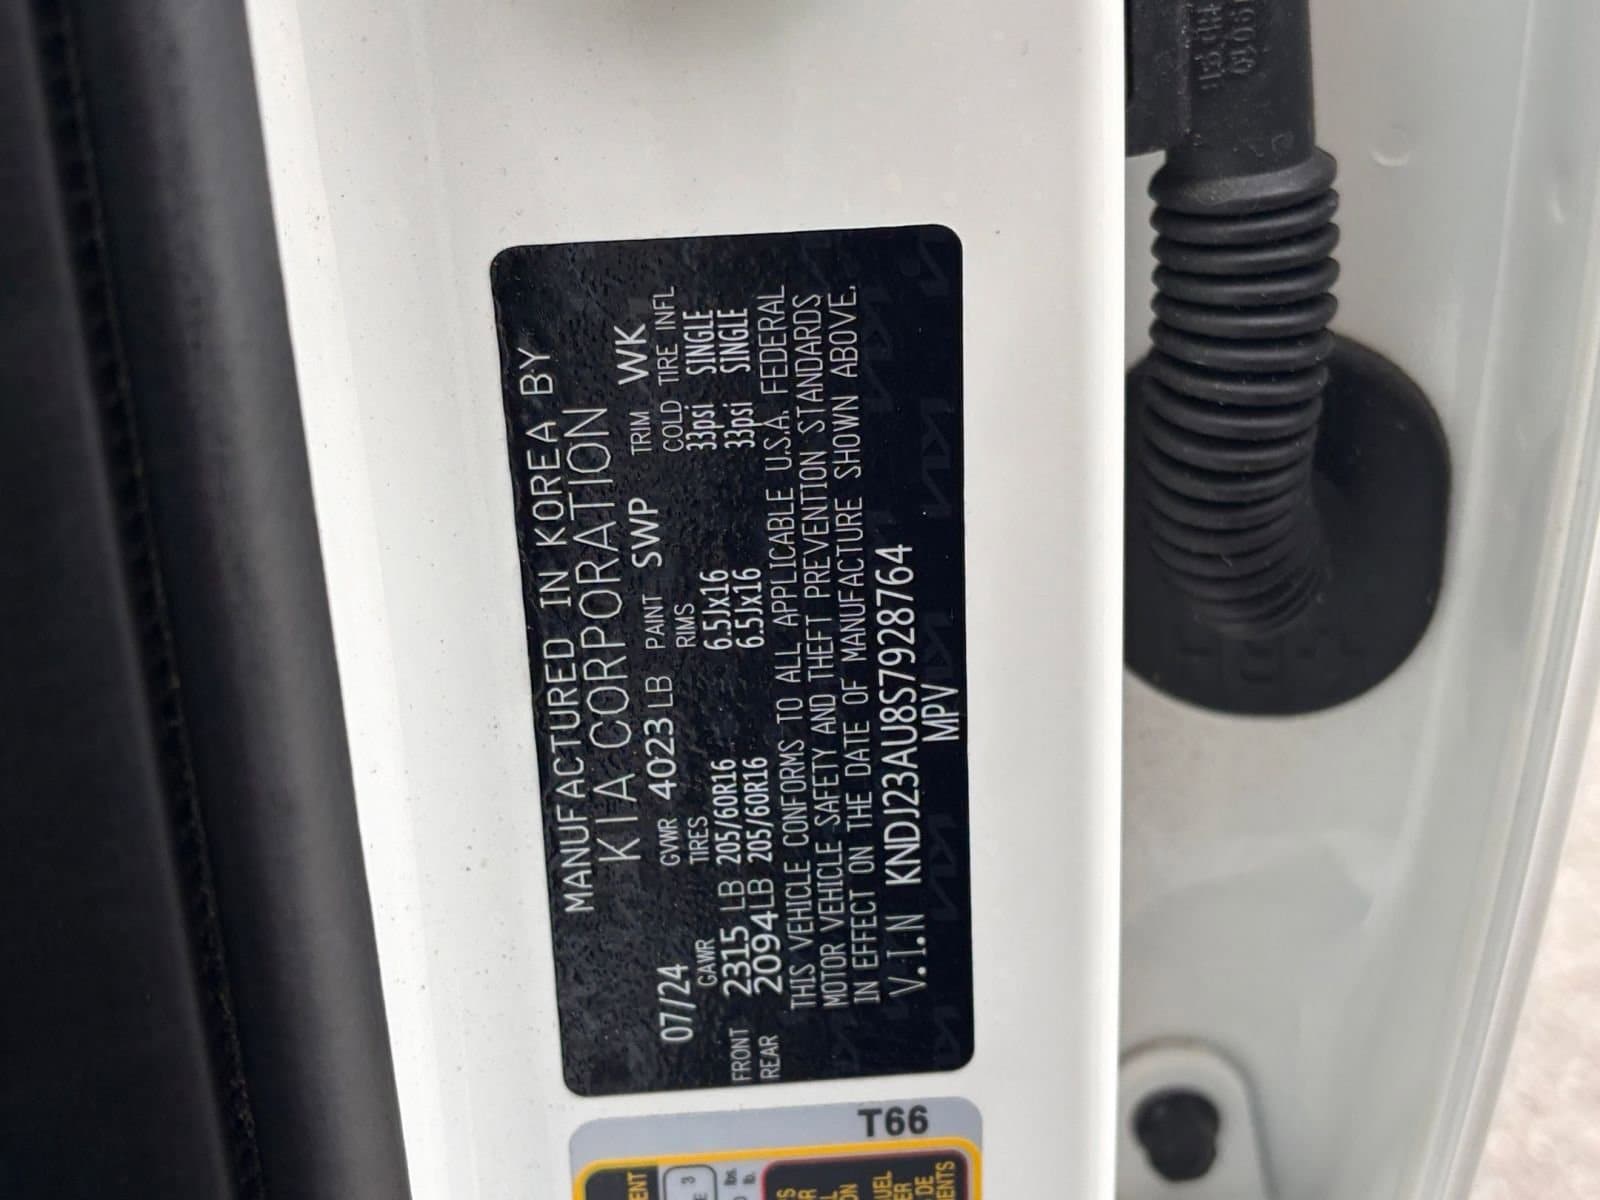 MANUFACTURED IN KOREA BY
KIA CORPORATION
07/24 GVWR 4023 LB PAINT SWP TRIM WK
GAWR TIRES RIMS COLD TIRE INFL
FRONT 2315 LB 205/60R16 6.5Jx16 33psi SINGLE
REAR 2094 LB 205/60R16 6.5Jx16 33psi SINGLE
THIS VEHICLE CONFORMS TO ALL APPLICABLE U.S.A. FEDERAL
MOTOR VEHICLE SAFETY AND THEFT PREVENTION STANDARDS
IN EFFECT ON THE DATE OF MANUFACTURE SHOWN ABOVE.
V.I.N KNDJ23AU8S7928764
MPV
T66